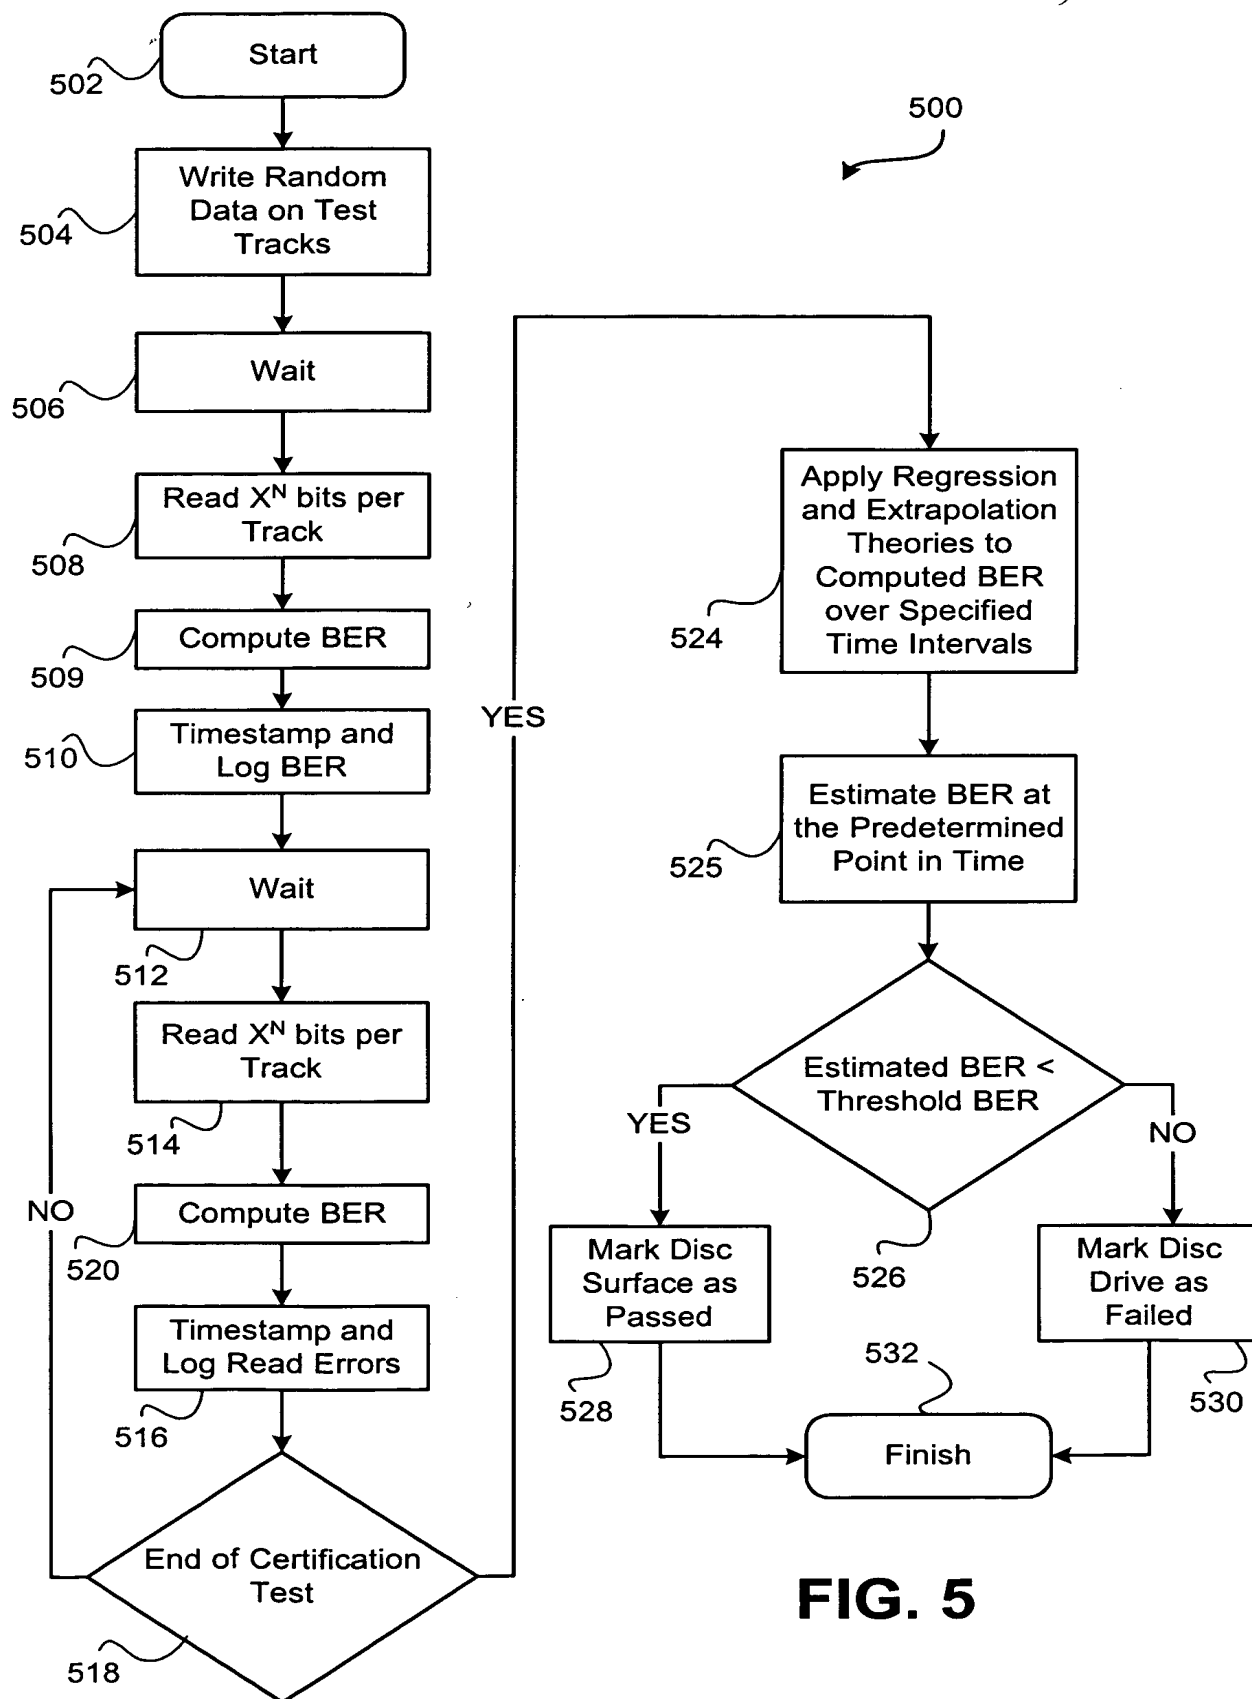 Start
502
500
Write Random
Data on Test
Tracks
504
Wait
506
Read X^N bits per
Track
508
Compute BER
509
Timestamp and
Log BER
510
Wait
512
Read X^N bits per
Track
514
Compute BER
520
Timestamp and
Log Read Errors
516
End of Certification
Test
518
NO
YES
Apply Regression
and Extrapolation
Theories to
Computed BER
over Specified
Time Intervals
524
Estimate BER at
the Predetermined
Point in Time
525
Estimated BER <
Threshold BER
526
YES
NO
Mark Disc
Surface as
Passed
528
Mark Disc
Drive as
Failed
530
532
Finish
FIG. 5